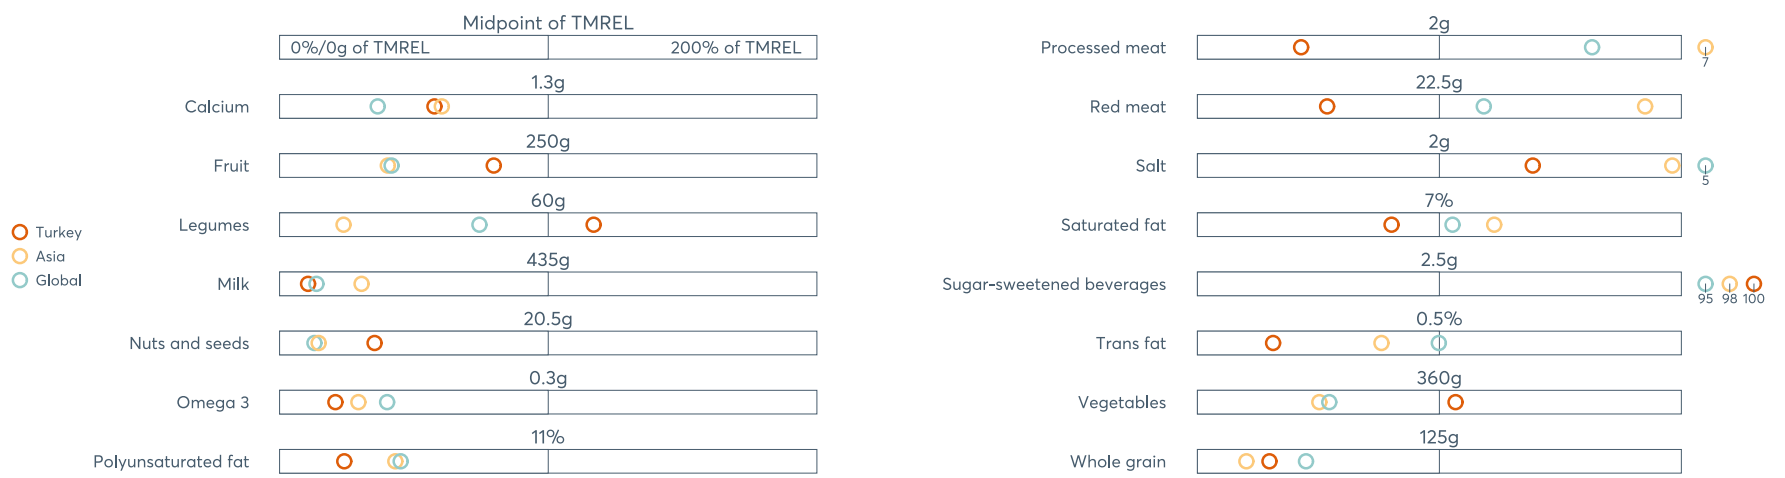 Midpoint of TMREL
0%/0g of TMREL 200% of TMREL
Calcium 1.3g
Fruit 250g
Legumes 60g
Milk 435g
Nuts and seeds 20.5g
Omega 3 0.3g
Polyunsaturated fat 11%
Turkey
Asia
Global
Processed meat 2g 7
Red meat 22.5g
Salt 2g 5
Saturated fat 7%
Sugar-sweetened beverages 2.5g 95 98 100
Trans fat 0.5%
Vegetables 360g
Whole grain 125g